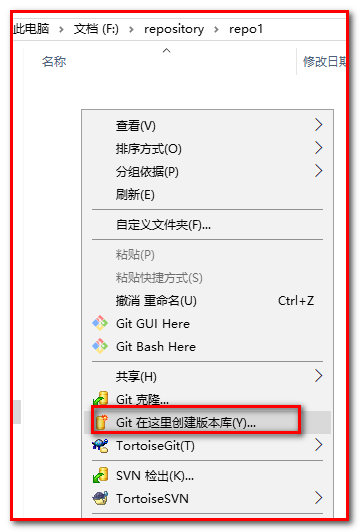 此电脑 > 文档 (F:) > repository > repo1
名称 修改日期
查看(V)
排序方式(O)
分组依据(P)
刷新(E)
自定义文件夹(F)...
粘贴(P)
粘贴快捷方式(S)
撤消 重命名(U) Ctrl+Z
Git GUI Here
Git Bash Here
共享(H)
Git 克隆...
Git 在这里创建版本库(Y)...
TortoiseGit(T)
SVN 检出(K)...
TortoiseSVN